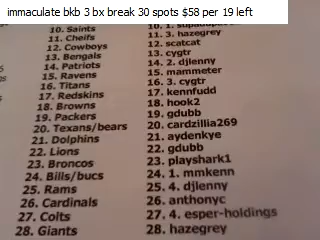 immaculate bkb 3 bx break 30 spots $58 per 19 left
10. Saints
11. Cheifs
12. Cowboys
13. Bengals
14. Patriots
15. Ravens
16. Titans
17. Redskins
18. Browns
19. Packers
20. Texans/bears
21. Dolphins
22. Lions
23. Broncos
24. Bills/bucs
25. Rams
26. Cardinals
27. Colts
28. Giants
10. 1.
11. 3. hazegrey
12. scatcat
13. cygtr
14. 2. djlenny
15. mammeter
16. 3. cygtr
17. kennfudd
18. hook2
19. gdubb
20. cardzillia269
21. aydenkye
22. gdubb
23. playshark1
24. 1. mmkenn
25. 4. djlenny
26. anthonyc
27. 4. esper-holdings
28. hazegrey